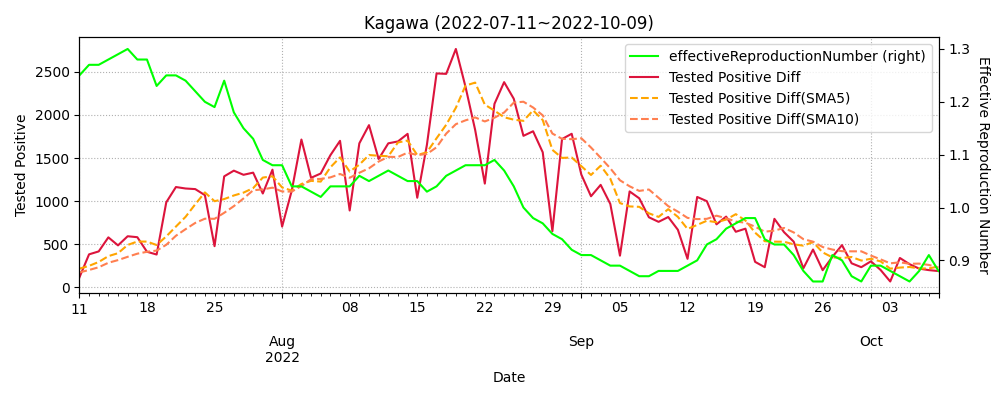 Kagawa (2022-07-11~2022-10-09)
effectiveReproductionNumber (right)
Tested Positive Diff
Tested Positive Diff(SMA5)
Tested Positive Diff(SMA10)
Tested Positive
2500
2000
1500
1000
500
0
1.3
1.2
1.1
1.0
0.9
Effective Reproduction Number
11 18 25 08 15 22 29 05 12 19 26 03
Aug Sep Oct
2022
Date